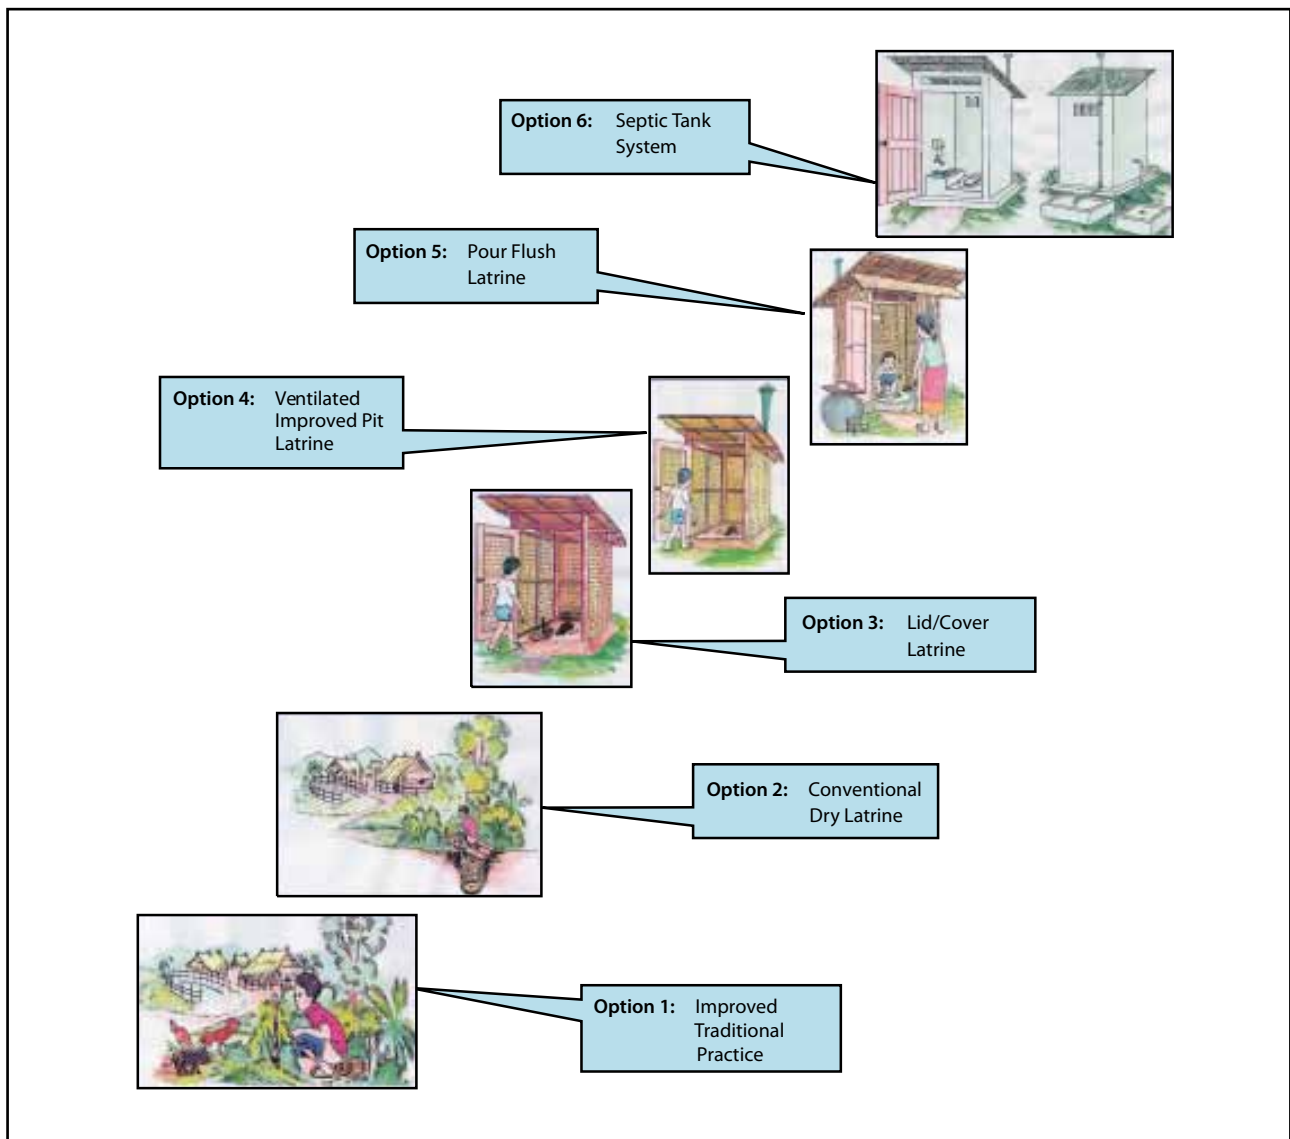 Option 6: Septic Tank
System
Option 5: Pour Flush
Latrine
Option 4: Ventilated
Improved Pit
Latrine
Option 3: Lid/Cover
Latrine
Option 2: Conventional
Dry Latrine
Option 1: Improved
Traditional
Practice